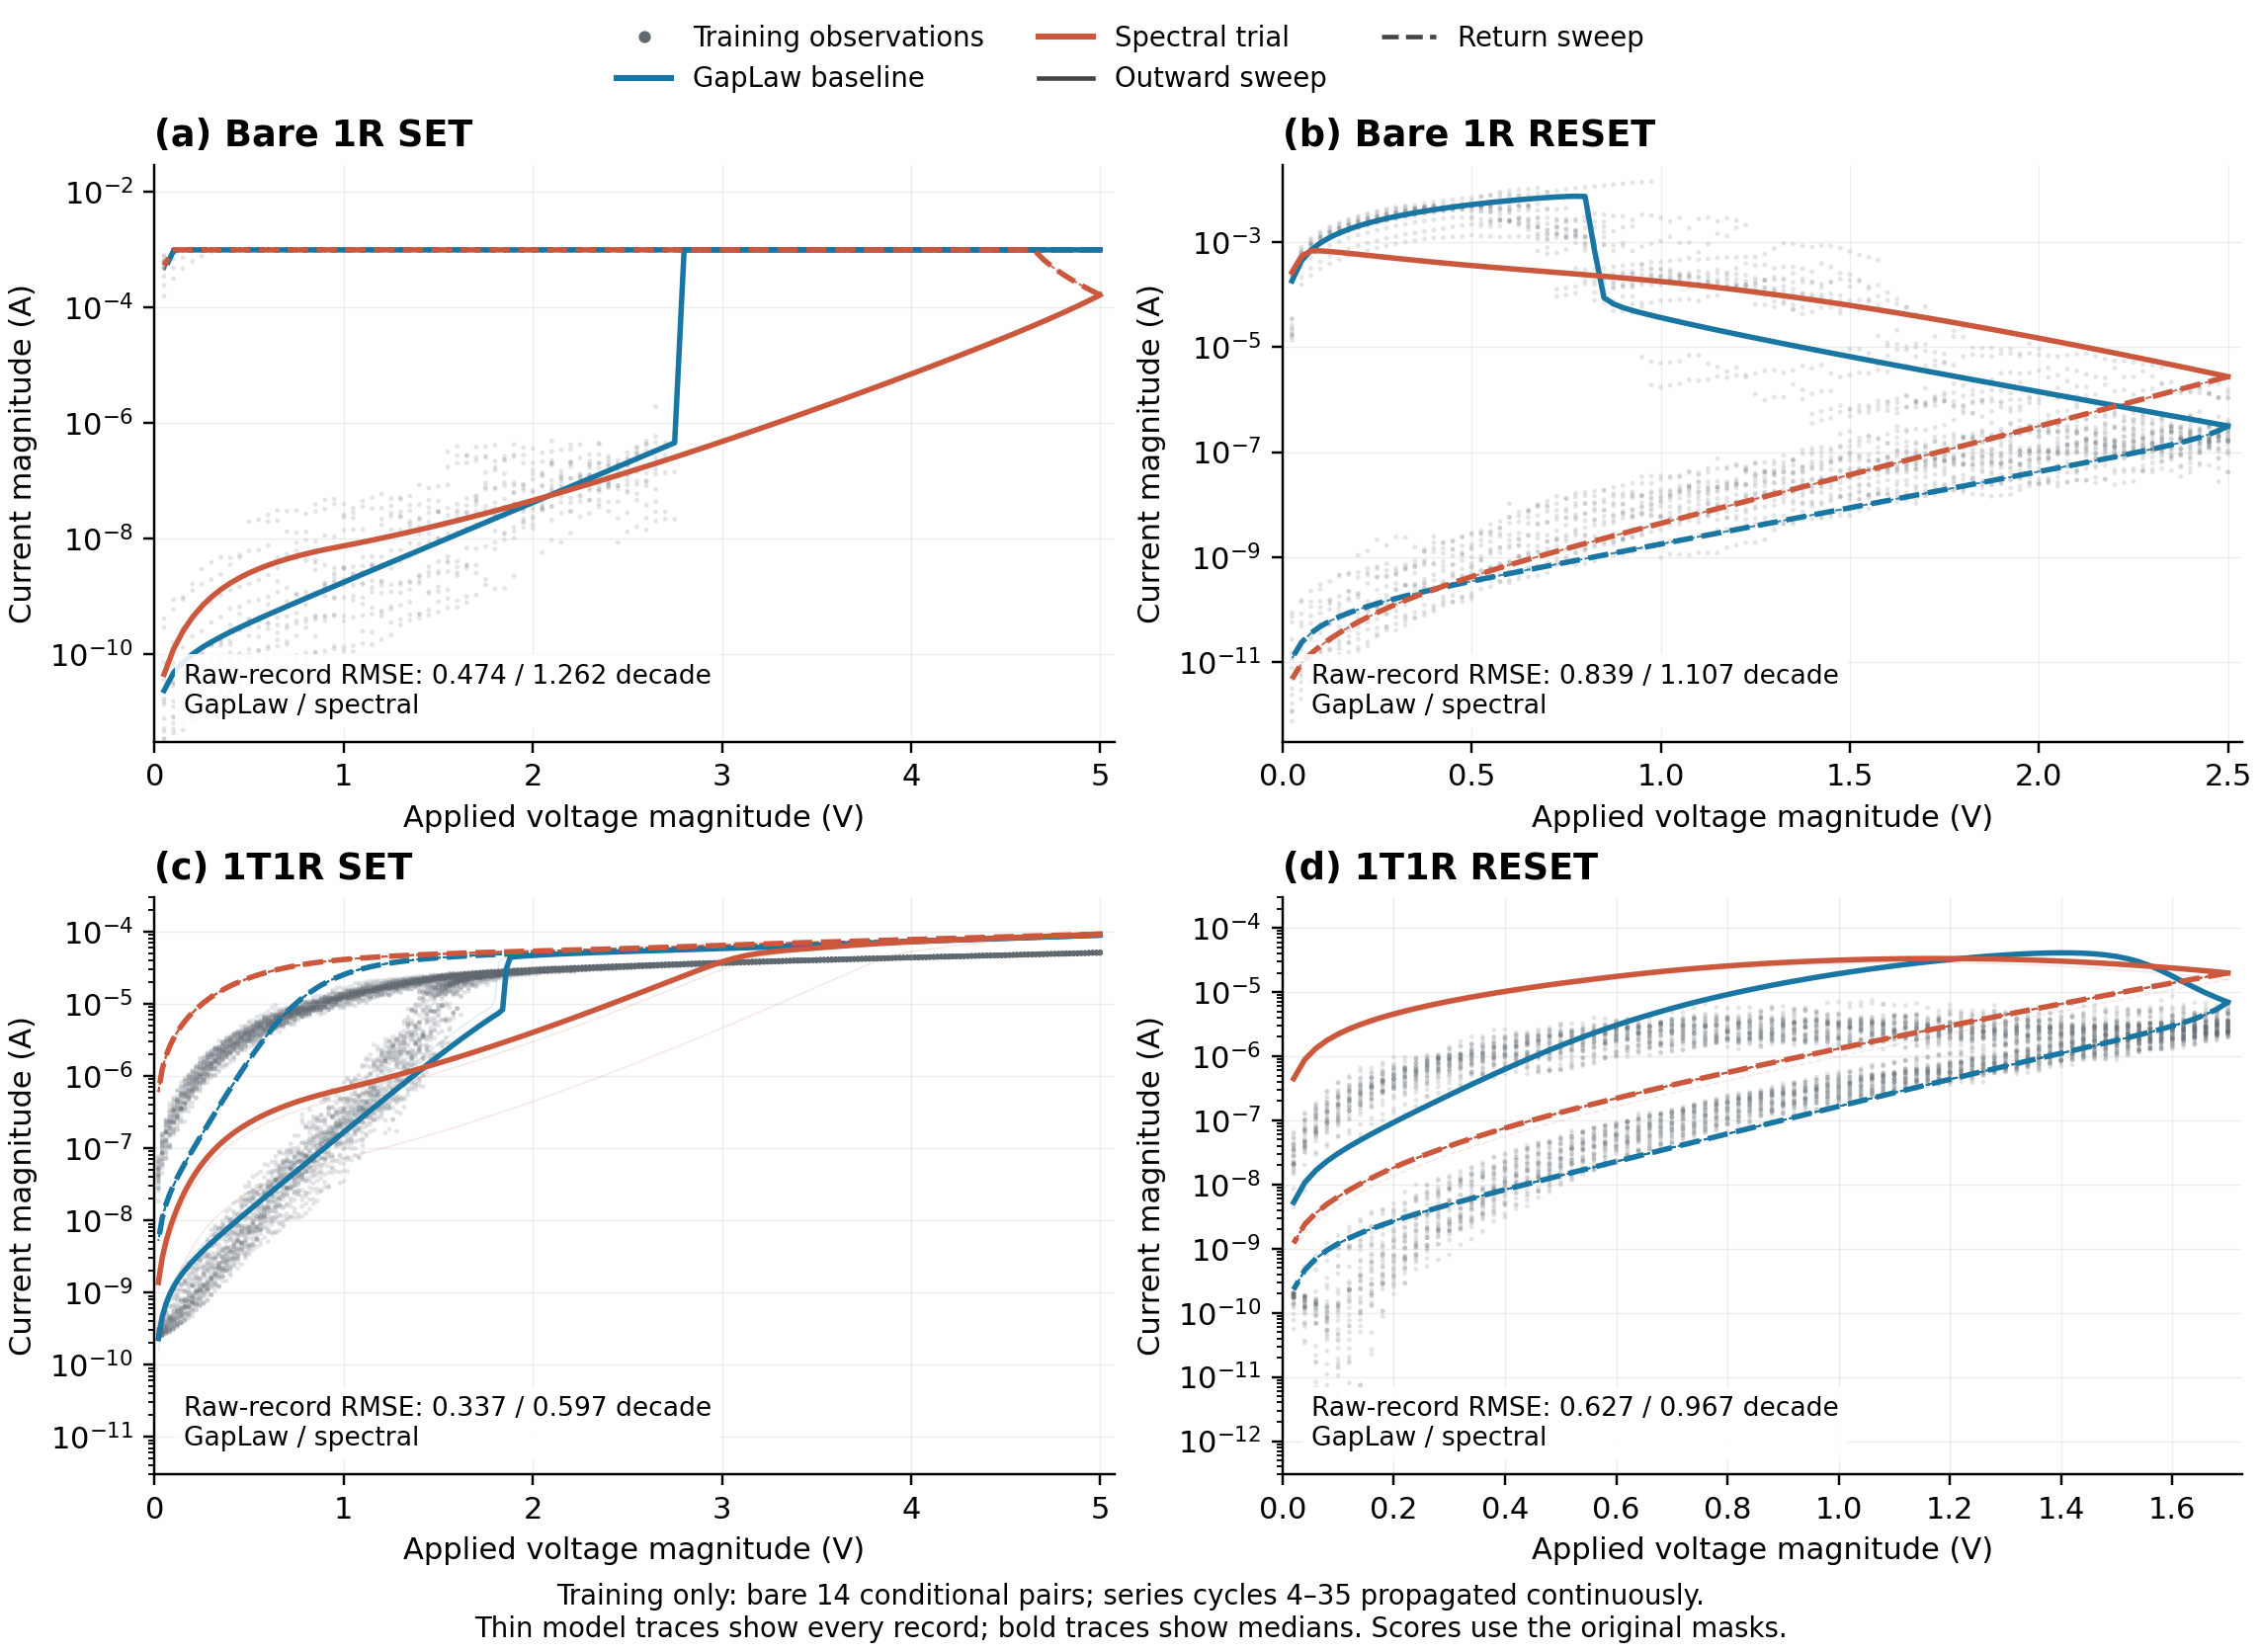 Training observations
GapLaw baseline
Spectral trial
Outward sweep
Return sweep
(a) Bare 1R SET
Current magnitude (A)
10⁻²
10⁻⁴
10⁻⁶
10⁻⁸
10⁻¹⁰
Raw-record RMSE: 0.474 / 1.262 decade
GapLaw / spectral
0 1 2 3 4 5
Applied voltage magnitude (V)
(b) Bare 1R RESET
Current magnitude (A)
10⁻³
10⁻⁵
10⁻⁷
10⁻⁹
10⁻¹¹
Raw-record RMSE: 0.839 / 1.107 decade
GapLaw / spectral
0.0 0.5 1.0 1.5 2.0 2.5
Applied voltage magnitude (V)
(c) 1T1R SET
Current magnitude (A)
10⁻⁴
10⁻⁵
10⁻⁶
10⁻⁷
10⁻⁸
10⁻⁹
10⁻¹⁰
10⁻¹¹
Raw-record RMSE: 0.337 / 0.597 decade
GapLaw / spectral
0 1 2 3 4 5
Applied voltage magnitude (V)
(d) 1T1R RESET
Current magnitude (A)
10⁻⁴
10⁻⁵
10⁻⁶
10⁻⁷
10⁻⁸
10⁻⁹
10⁻¹⁰
10⁻¹¹
10⁻¹²
Raw-record RMSE: 0.627 / 0.967 decade
GapLaw / spectral
0.0 0.2 0.4 0.6 0.8 1.0 1.2 1.4 1.6
Applied voltage magnitude (V)
Training only: bare 14 conditional pairs; series cycles 4–35 propagated continuously.
Thin model traces show every record; bold traces show medians. Scores use the original masks.